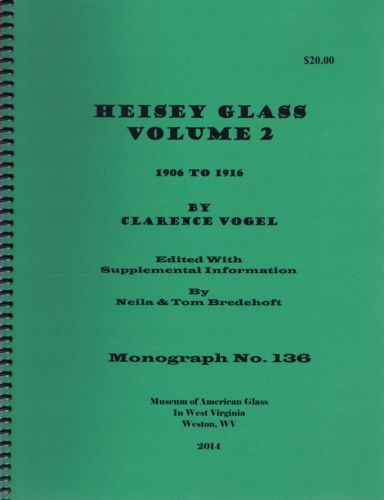 $20.00
HEISEY GLASS
VOLUME 2
1906 TO 1916
BY
CLARENCE VOGEL
Edited With
Supplemental Information
By
Neila & Tom Bredehoft
Monograph No. 136
Museum of American Glass
In West Virginia
Weston, WV
2014